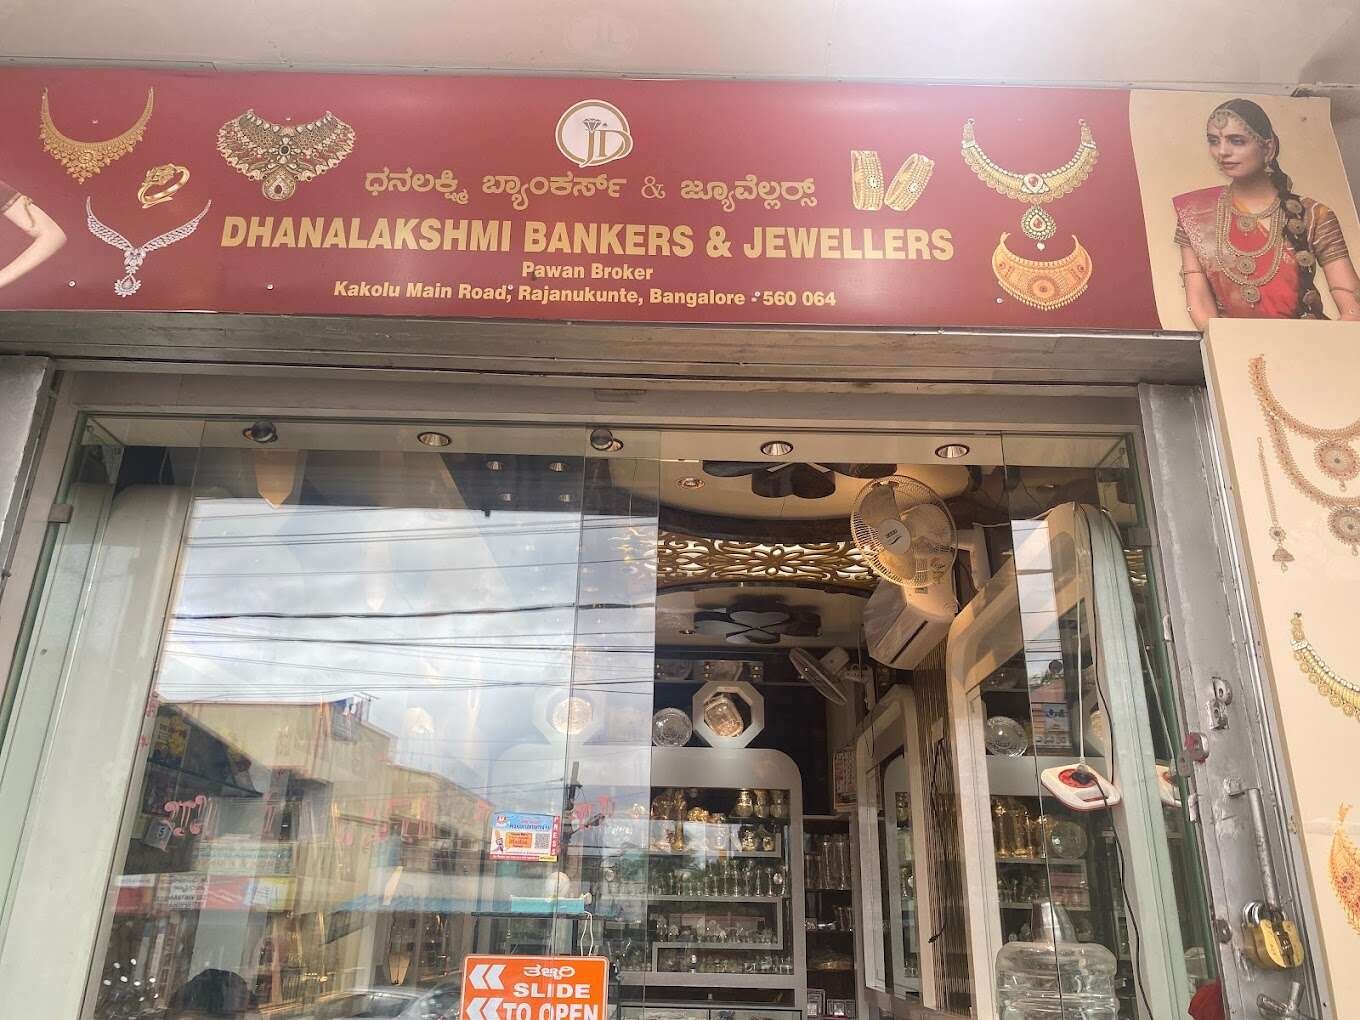 JD
ಧನಲಕ್ಷ್ಮಿ ಬ್ಯಾಂಕರ್ಸ್ & ಜ್ಯೂವೆಲ್ಲರ್ಸ್
DHANALAKSHMI BANKERS & JEWELLERS
Pawan Broker
Kakolu Main Road, Rajanukunte, Bangalore - 560 064
ತಳ್ಳಿರಿ
SLIDE
TO OPEN